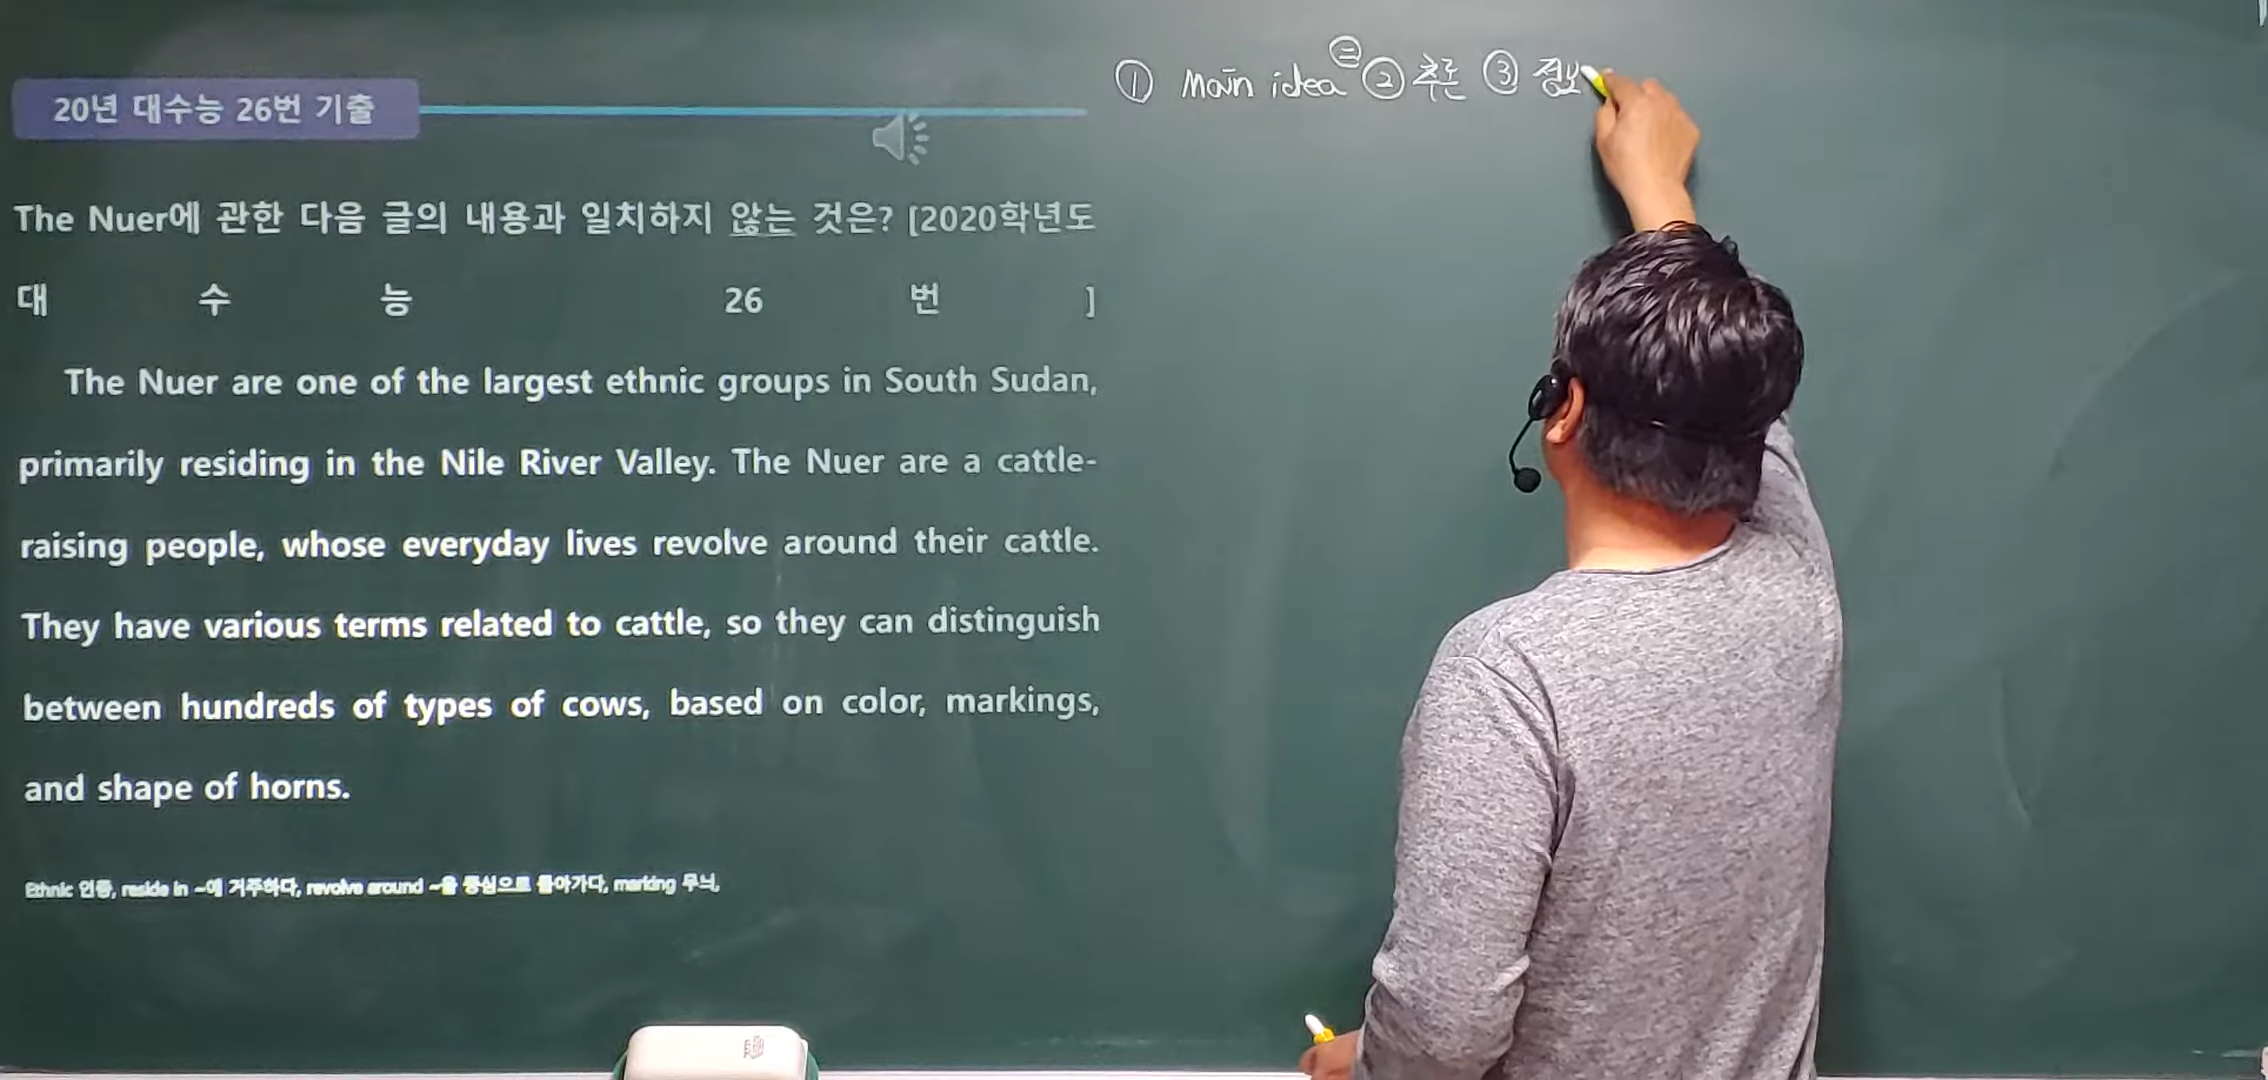 20년 대수능 26번 기출
The Nuer에 관한 다음 글의 내용과 일치하지 않는 것은? [2020학년도
대 수 능 26 번 ]
The Nuer are one of the largest ethnic groups in South Sudan,
primarily residing in the Nile River Valley. The Nuer are a cattle-
raising people, whose everyday lives revolve around their cattle.
They have various terms related to cattle, so they can distinguish
between hundreds of types of cows, based on color, markings,
and shape of horns.
Ethnic 인종, reside in ~에 거주하다, revolve around ~을 중심으로 돌아가다, marking 무늬,
① Main idea ② 추론 ③ 정보